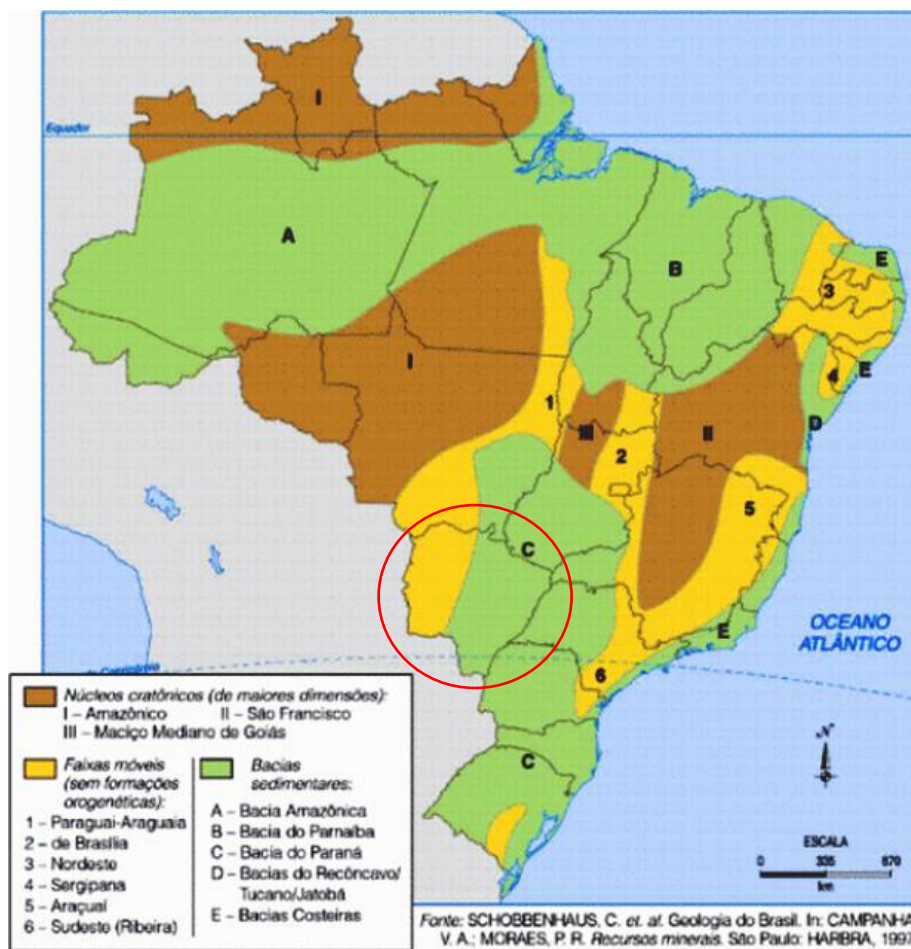 I
Equador
A
B
E
3
I
4
E
1
III
II
D
2
5
C
OCEANO
ATLÂNTICO
E
6
N
C
ESCALA
0 335 670
km
Núcleos cratônicos (de maiores dimensões):
I – Amazônico II – São Francisco
III – Maciço Mediano de Goiás
Faixas móveis
(sem formações
orogenéticas):
1 – Paraguai-Araguaia
2 – de Brasília
3 – Nordeste
4 – Sergipana
5 – Araçuaí
6 – Sudeste (Ribeira)
Bacias
sedimentares:
A – Bacia Amazônica
B – Bacia do Parnaíba
C – Bacia do Paraná
D – Bacias do Recôncavo/
Tucano/Jatobá
E – Bacias Costeiras
Fonte: SCHOBBENHAUS, C. et. al. Geologia do Brasil. In: CAMPANHA
V. A.; MORAES, P. R. Recursos minerais. São Paulo: HARBRA, 1997